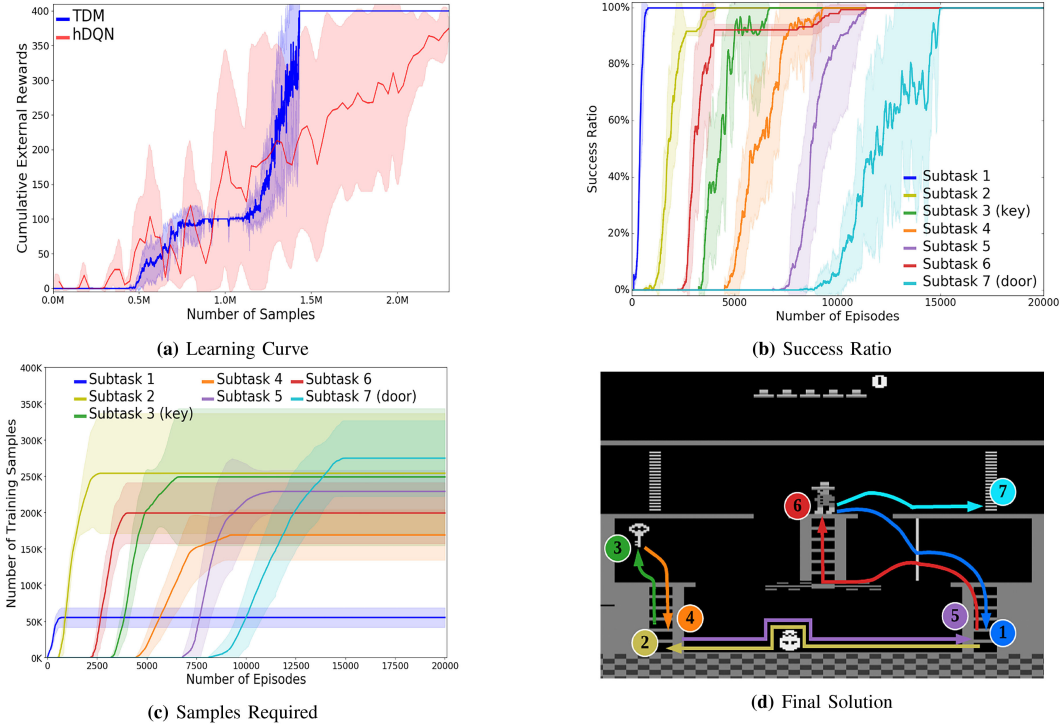 400
350
300
250
200
150
100
50
0
Cumulative External Rewards
TDM
hDQN
0.0M 0.5M 1.0M 1.5M 2.0M
Number of Samples
(a) Learning Curve
100%
80%
60%
40%
20%
0%
Success Ratio
Subtask 1
Subtask 2
Subtask 3 (key)
Subtask 4
Subtask 5
Subtask 6
Subtask 7 (door)
0 5000 10000 15000 20000
Number of Episodes
(b) Success Ratio
400K
350K
300K
250K
200K
150K
100K
50K
0K
Number of Training Samples
Subtask 1 Subtask 4 Subtask 6
Subtask 2 Subtask 5 Subtask 7 (door)
Subtask 3 (key)
0 2500 5000 7500 10000 12500 15000 17500 20000
Number of Episodes
(c) Samples Required
0
7
6
3
4
5
2
1
(d) Final Solution